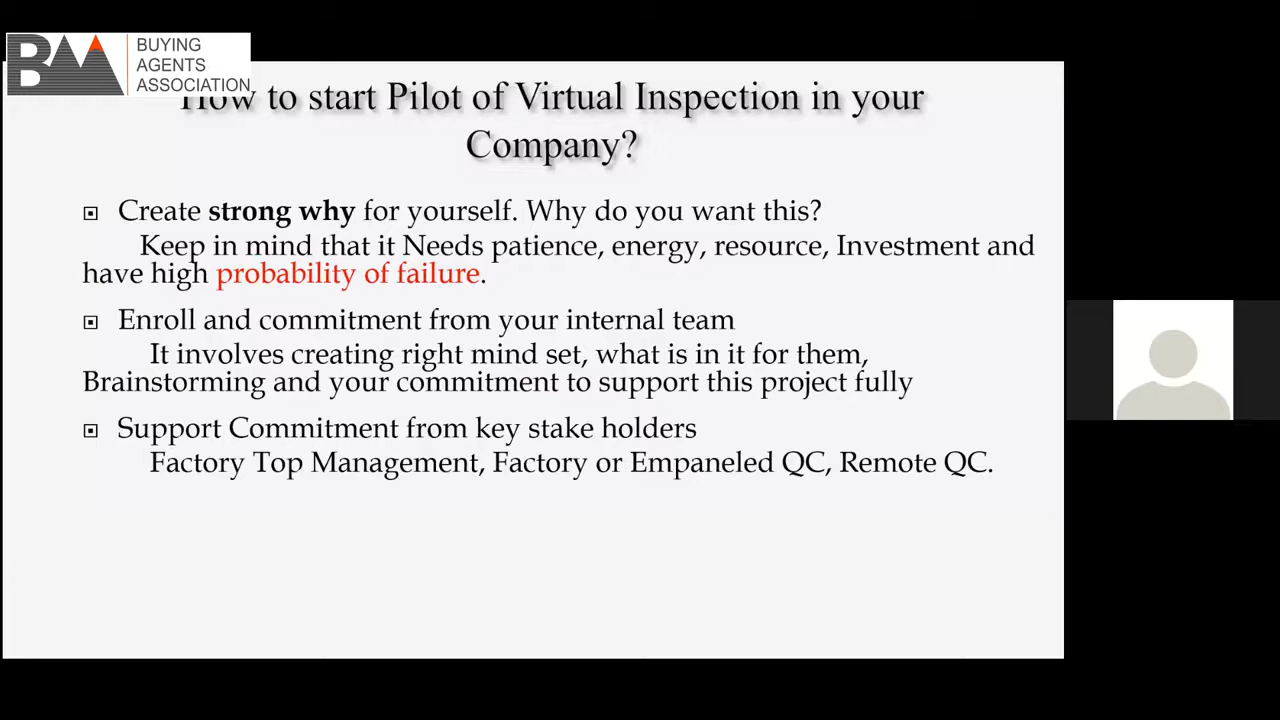 BAA
BUYING
AGENTS
ASSOCIATION
How to start Pilot of Virtual Inspection in your
Company?
Create strong why for yourself. Why do you want this?
Keep in mind that it Needs patience, energy, resource, Investment and
have high probability of failure.
Enroll and commitment from your internal team
It involves creating right mind set, what is in it for them,
Brainstorming and your commitment to support this project fully
Support Commitment from key stake holders
Factory Top Management, Factory or Empaneled QC, Remote QC.